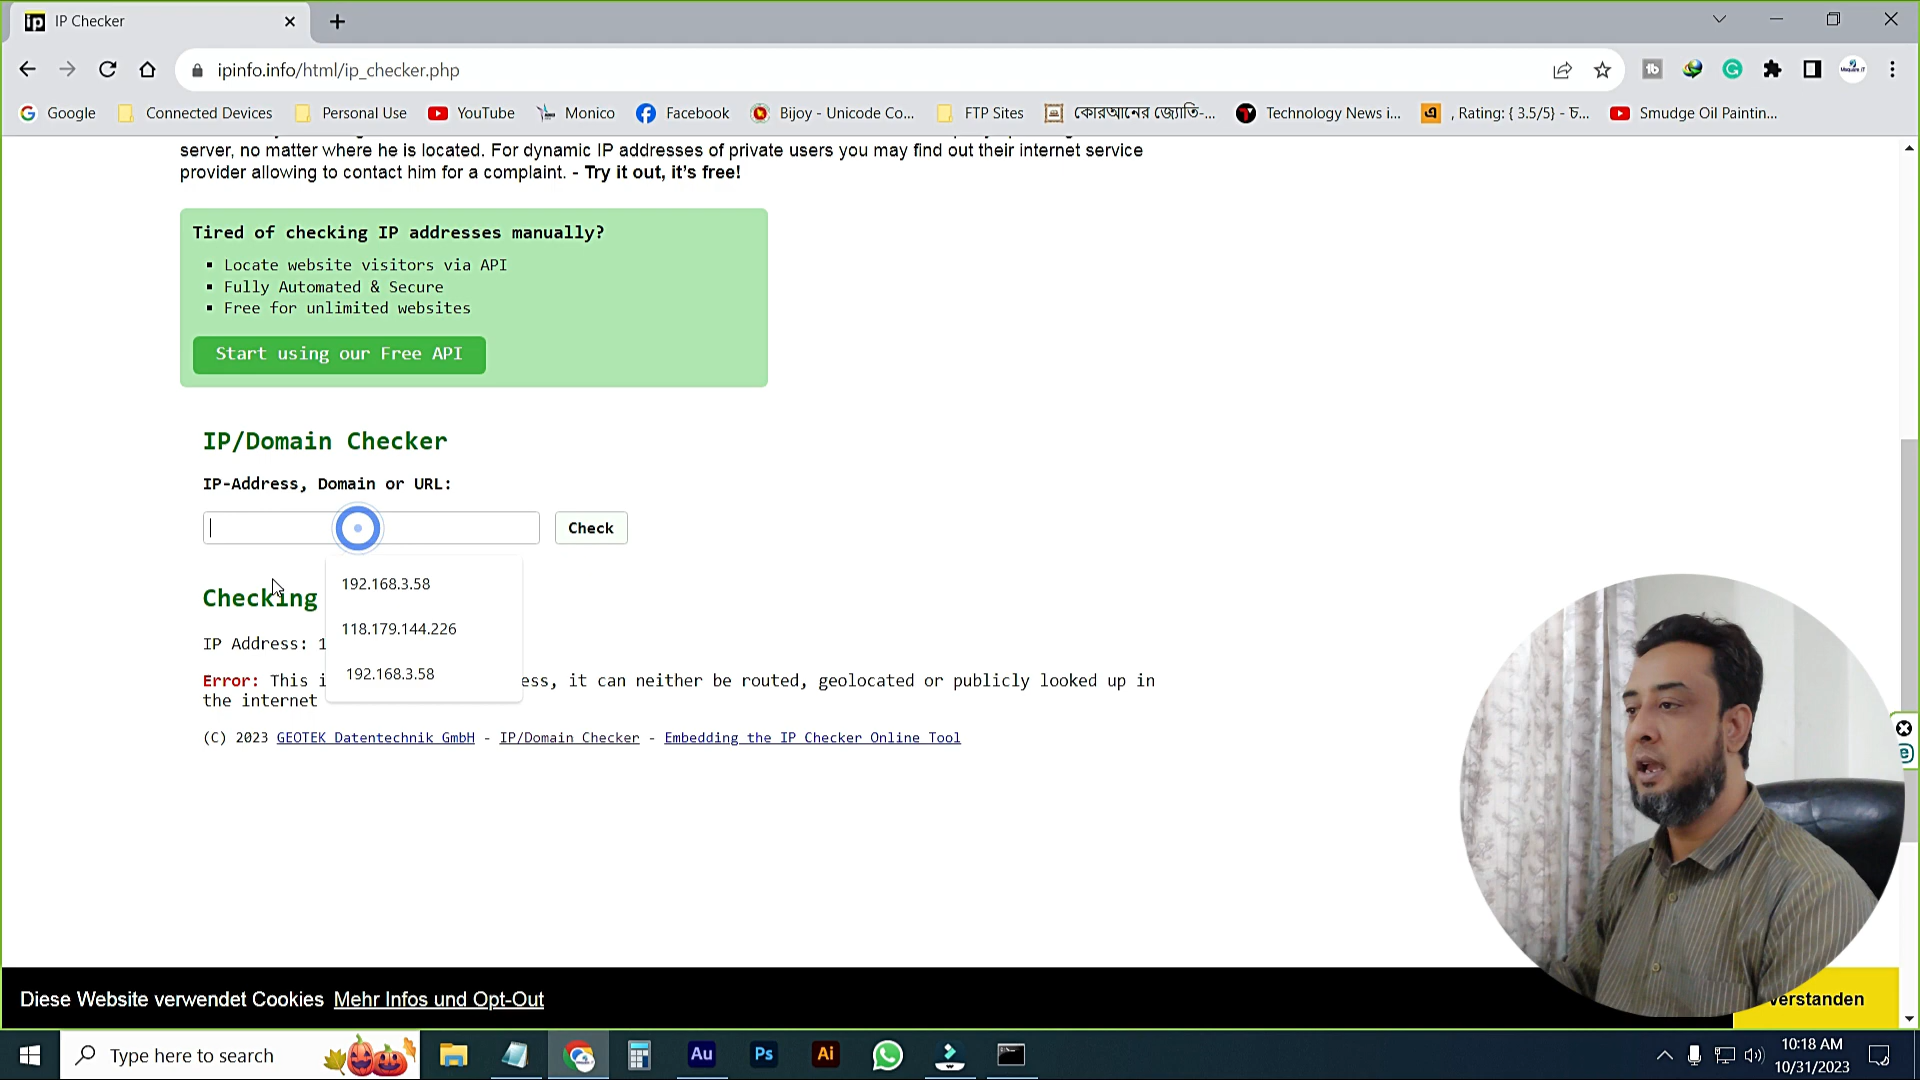 IP Checker
ipinfo.info/html/ip_checker.php
Google
Connected Devices
Personal Use
YouTube
Monico
Facebook
Bijoy - Unicode Co...
FTP Sites
কোরআনের জ্যোতি-...
Technology News i...
, Rating: { 3.5/5} - চ...
Smudge Oil Paintin...
server, no matter where he is located. For dynamic IP addresses of private users you may find out their internet service
provider allowing to contact him for a complaint. - Try it out, it's free!
Tired of checking IP addresses manually?
Locate website visitors via API
Fully Automated & Secure
Free for unlimited websites
Start using our Free API
IP/Domain Checker
IP-Address, Domain or URL:
Check
192.168.3.58
Checking
118.179.144.226
IP Address: 1
192.168.3.58
Error: This i ess, it can neither be routed, geolocated or publicly looked up in
the internet
(C) 2023 GEOTEK Datentechnik GmbH - IP/Domain Checker - Embedding the IP Checker Online Tool
Diese Website verwendet Cookies Mehr Infos und Opt-Out
verstanden
Type here to search
Au
Ps
Ai
10:18 AM
10/31/2023